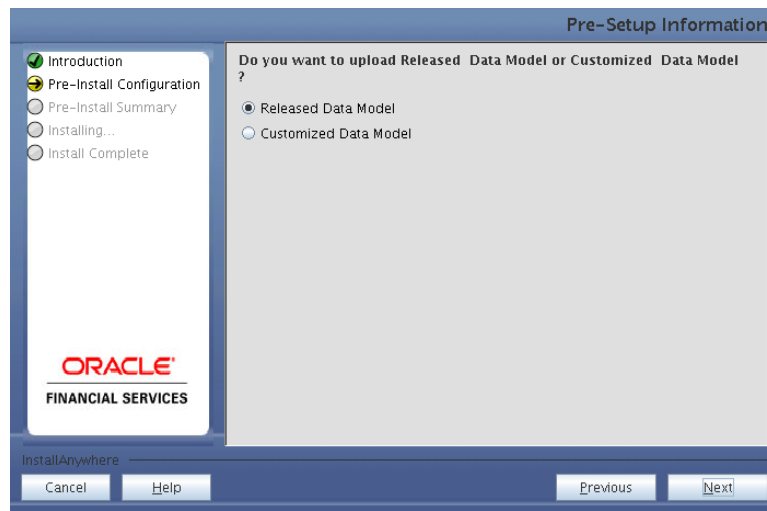 Pre-Setup Information
Introduction
Pre-Install Configuration
Pre-Install Summary
Installing...
Install Complete
Do you want to upload Released Data Model or Customized Data Model
?
Released Data Model
Customized Data Model
ORACLE
FINANCIAL SERVICES
InstallAnywhere
Cancel
Help
Previous
Next